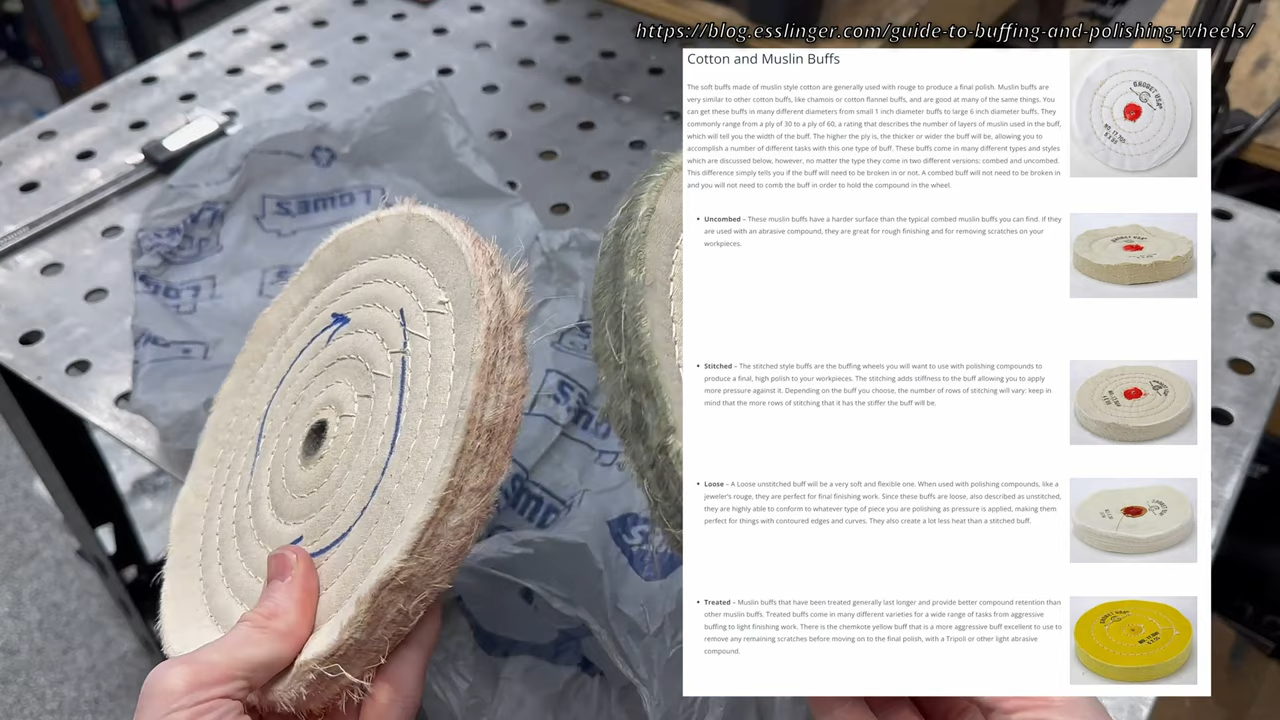 https://blog.esslinger.com/guide-to-buffing-and-polishing-wheels/
Cotton and Muslin Buffs
The soft buffs made of muslin style cotton are generally used with rouge to produce a final polish. Muslin buffs are
very similar to other cotton buffs, like chamois or cotton flannel buffs, and are good at many of the same things. You
can get these buffs in many different diameters from small 1 inch diameter buffs to large 6 inch diameter buffs. They
commonly range from a ply of 30 to a ply of 60, a rating that describes the number of layers of muslin used in the buff,
which will tell you the width of the buff. The higher the ply is, the thicker or wider the buff will be, allowing you to
accomplish a number of different tasks with this one type of buff. These buffs come in many different types and styles
which are discussed below, however, no matter the type they come in two different versions: combed and uncombed.
This difference simply tells you if the buff will need to be broken in or not. A combed buff will not need to be broken in
and you will not need to comb the buff in order to hold the compound in the wheel.
GROBET USA
• Uncombed – These muslin buffs have a harder surface than the typical combed muslin buffs you can find. If they
are used with an abrasive compound, they are great for rough finishing and for removing scratches on your
workpieces.
• Stitched – The stitched style buffs are the buffing wheels you will want to use with polishing compounds to
produce a final, high polish to your workpieces. The stitching adds stiffness to the buff allowing you to apply
more pressure against it. Depending on the buff you choose, the number of rows of stitching will vary: keep in
mind that the more rows of stitching that it has the stiffer the buff will be.
• Loose – A Loose unstitched buff will be a very soft and flexible one. When used with polishing compounds, like a
jeweler's rouge, they are perfect for final finishing work. Since these buffs are loose, also described as unstitched,
they are highly able to conform to whatever type of piece you are polishing as pressure is applied, making them
perfect for things with contoured edges and curves. They also create a lot less heat than a stitched buff.
• Treated – Muslin buffs that have been treated generally last longer and provide better compound retention than
other muslin buffs. Treated buffs come in many different varieties for a wide range of tasks from aggressive
buffing to light finishing work. There is the chemkote yellow buff that is a more aggressive buff excellent to use to
remove any remaining scratches before moving on to the final polish, with a Tripoli or other light abrasive
compound.
LOWE'S
LOWE'S